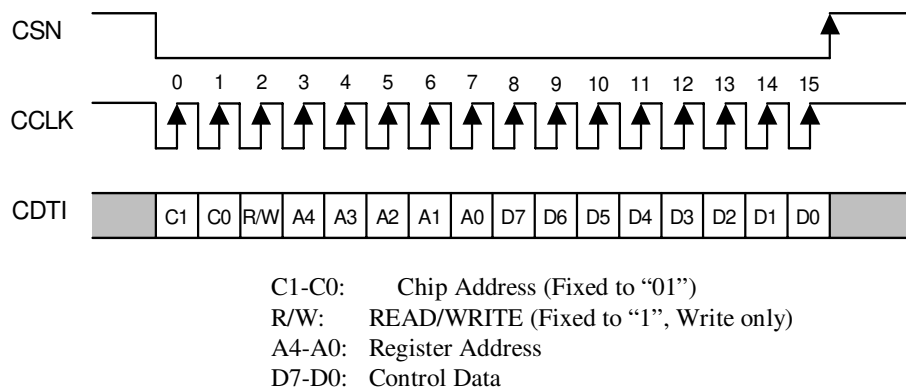 CSN
0 1 2 3 4 5 6 7 8 9 10 11 12 13 14 15
CCLK
CDTI C1 C0 R/W A4 A3 A2 A1 A0 D7 D6 D5 D4 D3 D2 D1 D0
C1-C0: Chip Address (Fixed to “01”)
R/W: READ/WRITE (Fixed to “1”, Write only)
A4-A0: Register Address
D7-D0: Control Data